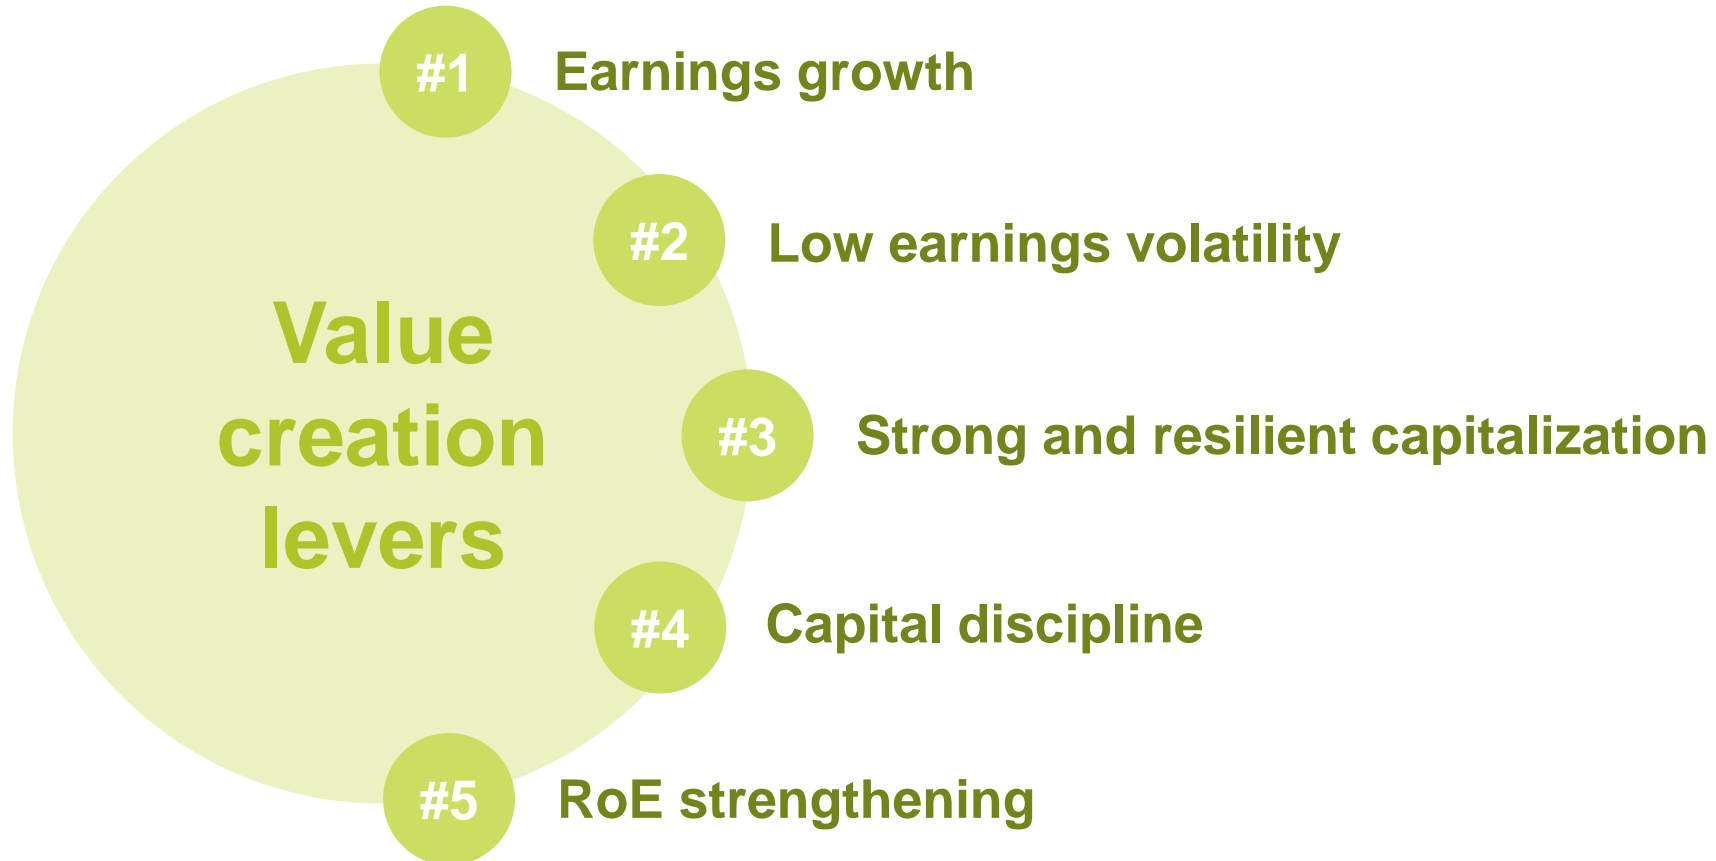 #1 Earnings growth
#2 Low earnings volatility
Value
creation
levers
#3 Strong and resilient capitalization
#4 Capital discipline
#5 RoE strengthening